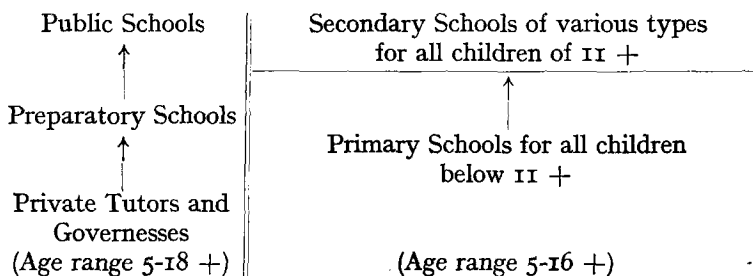 Public Schools
Preparatory Schools
Private Tutors and
Governesses
(Age range 5-18 +)
Secondary Schools of various types
for all children of 11 +
Primary Schools for all children
below 11 +
(Age range 5-16 +)